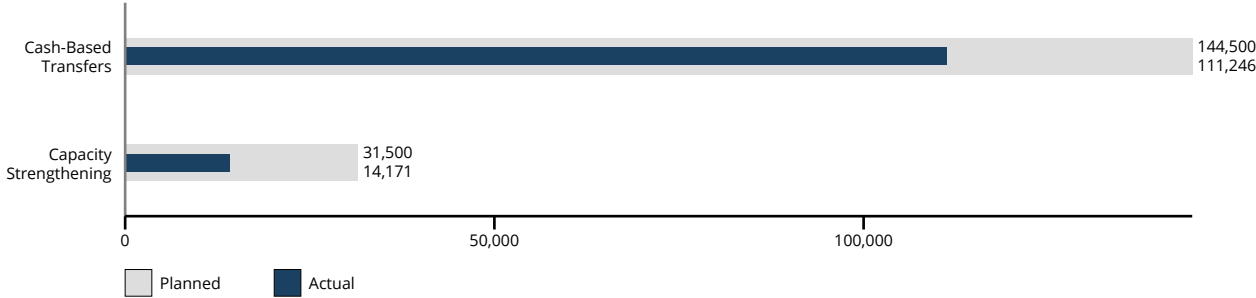 Cash-Based
Transfers
144,500
111,246
Capacity
Strengthening
31,500
14,171
0
50,000
100,000
Planned
Actual